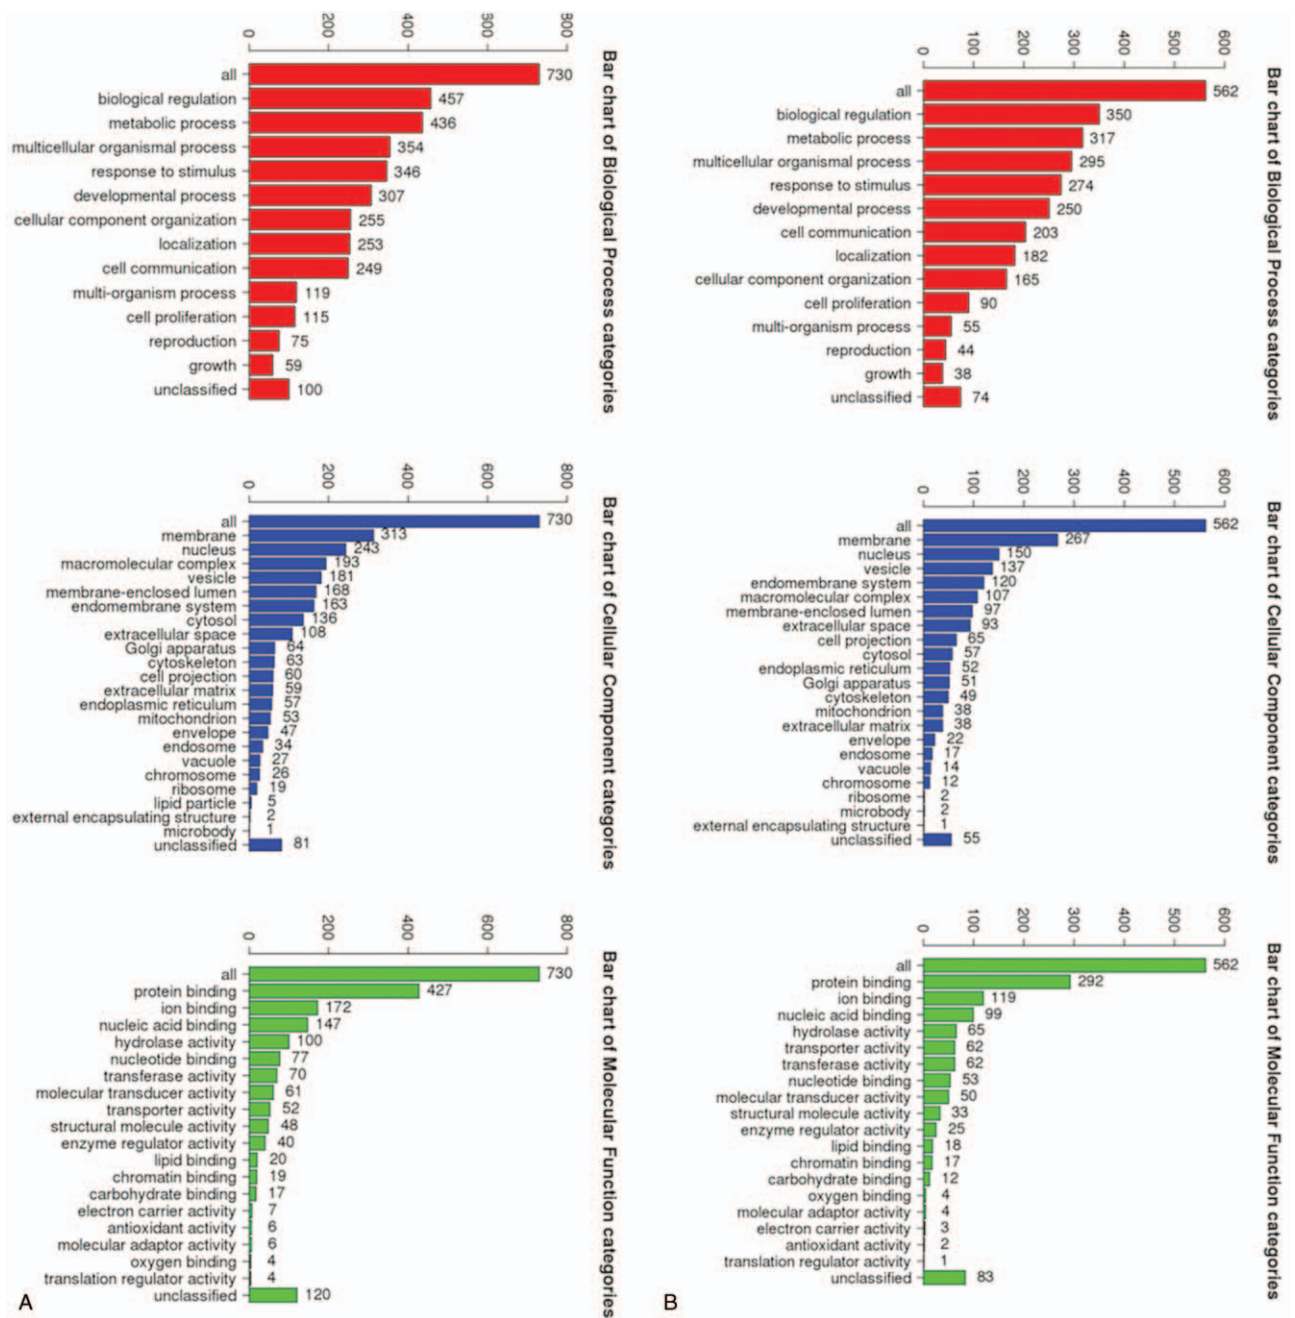 0 200 400 600 800
Bar chart of Biological Process categories
all 730
biological regulation 457
metabolic process 436
multicellular organismal process 354
response to stimulus 346
developmental process 307
cellular component organization 255
localization 253
cell communication 249
multi-organism process 119
cell proliferation 115
reproduction 75
growth 59
unclassified 100
0 200 400 600 800
Bar chart of Cellular Component categories
all 730
membrane 313
nucleus 243
macromolecular complex 193
vesicle 181
membrane-enclosed lumen 168
endomembrane system 163
cytosol 136
extracellular space 108
Golgi apparatus 64
cytoskeleton 63
cell projection 60
extracellular matrix 59
endoplasmic reticulum 57
mitochondrion 53
envelope 47
endosome 34
vacuole 27
chromosome 26
ribosome 19
lipid particle 5
external encapsulating structure 2
microbody 1
unclassified 81
0 200 400 600 800
Bar chart of Molecular Function categories
all 730
protein binding 427
ion binding 172
nucleic acid binding 147
hydrolase activity 100
nucleotide binding 77
transferase activity 70
molecular transducer activity 61
transporter activity 52
structural molecule activity 48
enzyme regulator activity 40
lipid binding 20
chromatin binding 19
carbohydrate binding 17
electron carrier activity 7
antioxidant activity 6
molecular adaptor activity 6
oxygen binding 4
translation regulator activity 4
unclassified 120
A
0 100 200 300 400 500 600
Bar chart of Biological Process categories
all 562
biological regulation 350
metabolic process 317
multicellular organismal process 295
response to stimulus 274
developmental process 250
cell communication 203
localization 182
cellular component organization 165
cell proliferation 90
multi-organism process 55
reproduction 44
growth 38
unclassified 74
0 100 200 300 400 500 600
Bar chart of Cellular Component categories
all 562
membrane 267
nucleus 150
vesicle 137
endomembrane system 120
macromolecular complex 107
membrane-enclosed lumen 97
extracellular space 93
cell projection 65
cytosol 57
endoplasmic reticulum 52
Golgi apparatus 51
cytoskeleton 49
mitochondrion 38
extracellular matrix 38
envelope 22
endosome 17
vacuole 14
chromosome 12
ribosome 2
microbody 2
external encapsulating structure 1
unclassified 55
0 100 200 300 400 500 600
Bar chart of Molecular Function categories
all 562
protein binding 292
ion binding 119
nucleic acid binding 99
hydrolase activity 65
transporter activity 62
transferase activity 62
nucleotide binding 53
molecular transducer activity 50
structural molecule activity 33
enzyme regulator activity 25
lipid binding 18
chromatin binding 17
carbohydrate binding 12
oxygen binding 4
molecular adaptor activity 4
electron carrier activity 3
antioxidant activity 2
translation regulator activity 1
unclassified 83
B